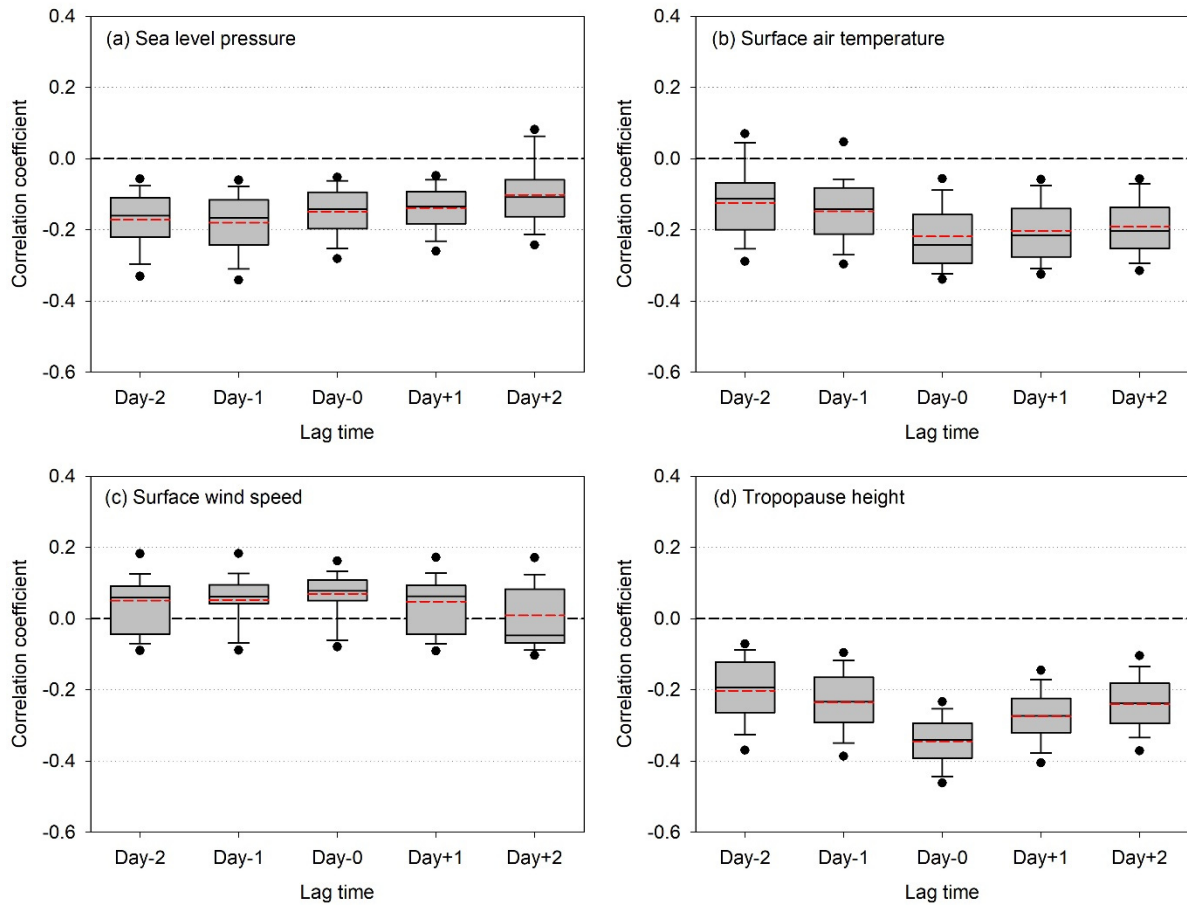 (a) Sea level pressure
Correlation coefficient
0.4
0.2
0.0
-0.2
-0.4
-0.6
Day-2 Day-1 Day-0 Day+1 Day+2
Lag time
(b) Surface air temperature
Correlation coefficient
0.4
0.2
0.0
-0.2
-0.4
-0.6
Day-2 Day-1 Day-0 Day+1 Day+2
Lag time
(c) Surface wind speed
Correlation coefficient
0.4
0.2
0.0
-0.2
-0.4
-0.6
Day-2 Day-1 Day-0 Day+1 Day+2
Lag time
(d) Tropopause height
Correlation coefficient
0.4
0.2
0.0
-0.2
-0.4
-0.6
Day-2 Day-1 Day-0 Day+1 Day+2
Lag time